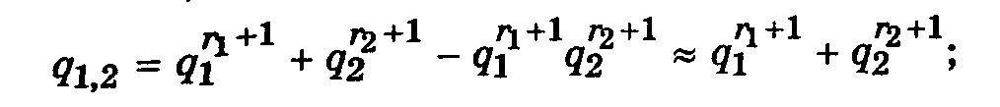 $q_{1,2} = q_1^{r_1+1} + q_2^{r_2+1} - q_1^{r_1+1} q_2^{r_2+1} \approx q_1^{r_1+1} + q_2^{r_2+1};$